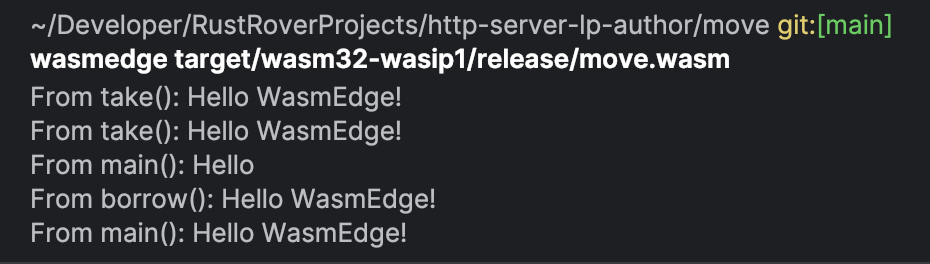 ~/Developer/RustRoverProjects/http-server-lp-author/move git:[main]
wasmedge target/wasm32-wasip1/release/move.wasm
From take(): Hello WasmEdge!
From take(): Hello WasmEdge!
From main(): Hello
From borrow(): Hello WasmEdge!
From main(): Hello WasmEdge!